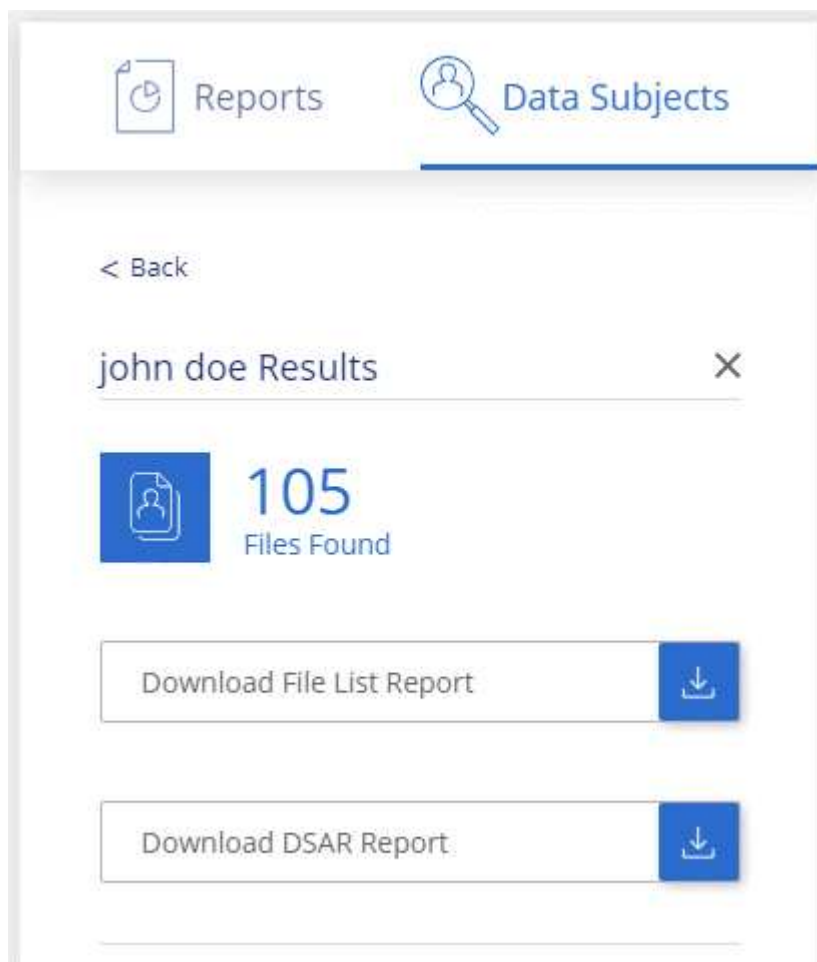 Reports
Data Subjects
< Back
john doe Results
105
Files Found
Download File List Report
Download DSAR Report